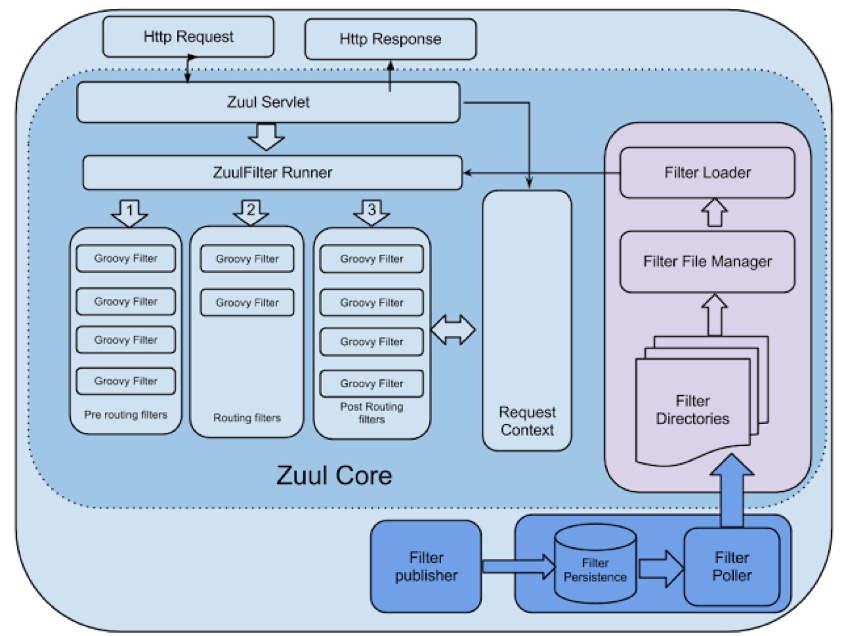 Http Request
Http Response
Zuul Servlet
ZuulFilter Runner
Filter Loader
1
2
3
Groovy Filter
Groovy Filter
Groovy Filter
Groovy Filter
Pre routing filters
Groovy Filter
Groovy Filter
Routing filters
Groovy Filter
Groovy Filter
Groovy Filter
Groovy Filter
Post Routing
filters
Request
Context
Filter File Manager
Filter
Directories
Zuul Core
Filter
publisher
Filter
Persistence
Filter
Poller